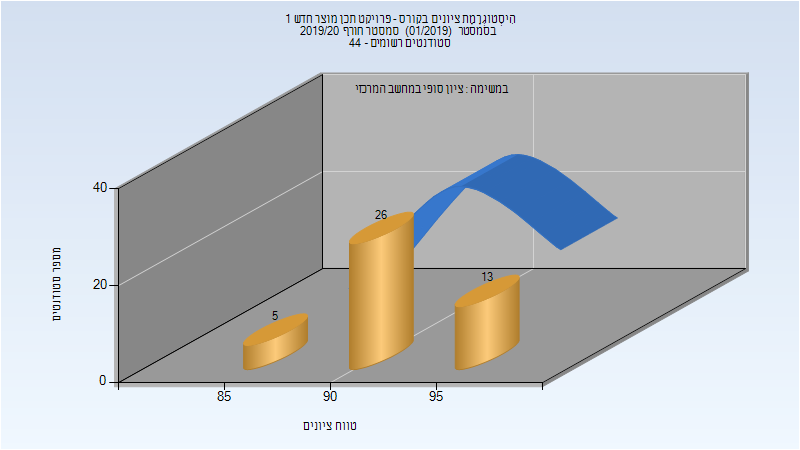 היסטוגרמת ציונים בקורס - פרויקט תכן מוצר חדש 1
בסמסטר (01/2019) סמסטר חורף 2019/20
סטודנטים רשומים - 44
במשימה : ציון סופי במחשב המרכזי
מספר סטודנטים
40
20
0
5
26
13
85
90
95
טווח ציונים